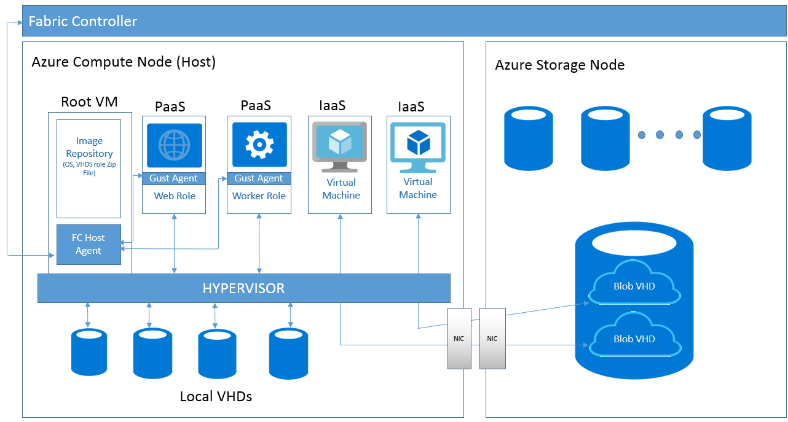 Fabric Controller
Azure Compute Node (Host)
Azure Storage Node
Root VM
PaaS
PaaS
IaaS
IaaS
Image
Repository
(OS, VHDS role Zip
File)
Gust Agent
Web Role
Gust Agent
Worker Role
Virtual
Machine
Virtual
Machine
FC Host
Agent
HYPERVISOR
Blob VHD
Blob VHD
NIC
NIC
Local VHDs